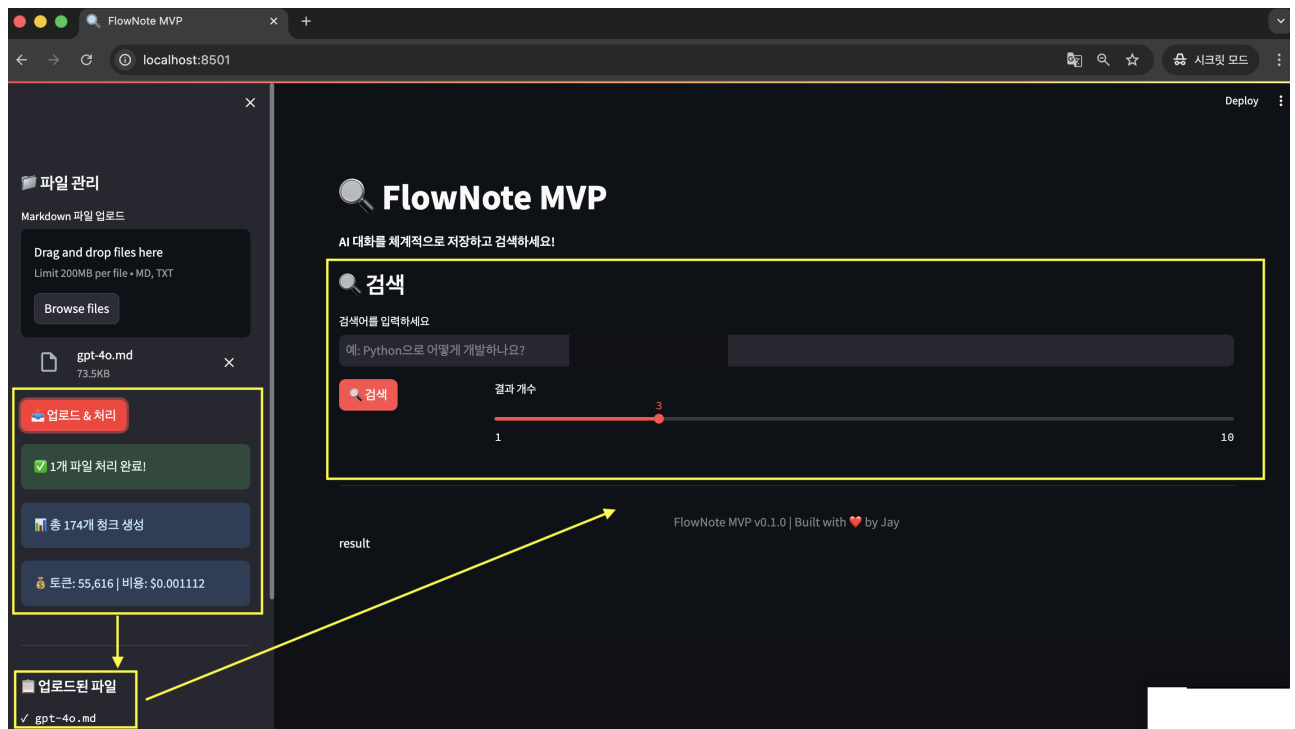 FlowNote MVP
localhost:8501
시크릿 모드
Deploy
파일 관리
Markdown 파일 업로드
Drag and drop files here
Limit 200MB per file • MD, TXT
Browse files
gpt-4o.md
73.5KB
업로드 & 처리
✅ 1개 파일 처리 완료!
📊 총 174개 청크 생성
💰 토큰: 55,616 | 비용: $0.001112
업로드된 파일
✓ gpt-4o.md
FlowNote MVP
AI 대화를 체계적으로 저장하고 검색하세요!
검색
검색어를 입력하세요
예: Python으로 어떻게 개발하나요?
검색
결과 개수
3
1
10
FlowNote MVP v0.1.0 | Built with ❤️ by Jay
result